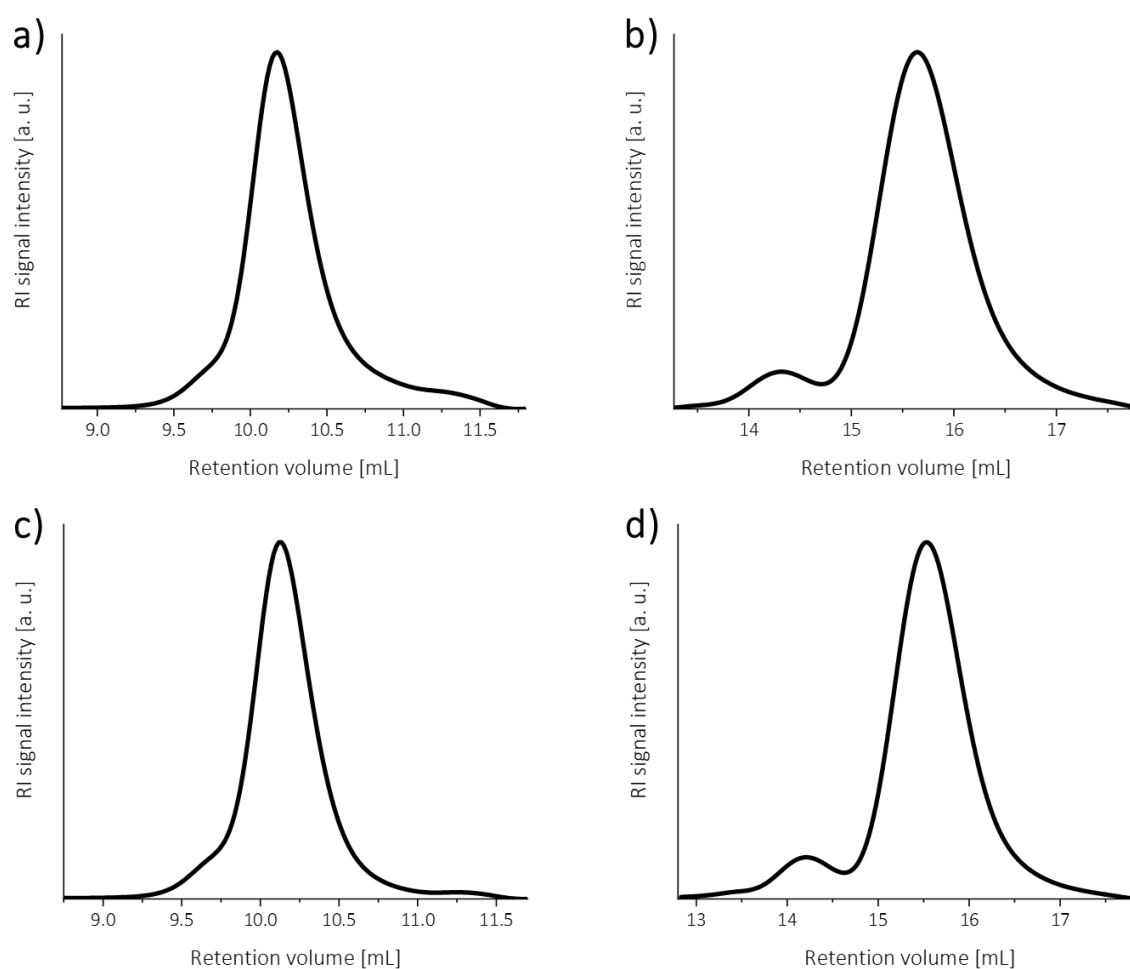 a)
RI signal intensity [a. u.]
9.0 9.5 10.0 10.5 11.0 11.5
Retention volume [mL]
b)
RI signal intensity [a. u.]
14 15 16 17
Retention volume [mL]
c)
RI signal intensity [a. u.]
9.0 9.5 10.0 10.5 11.0 11.5
Retention volume [mL]
d)
RI signal intensity [a. u.]
13 14 15 16 17
Retention volume [mL]